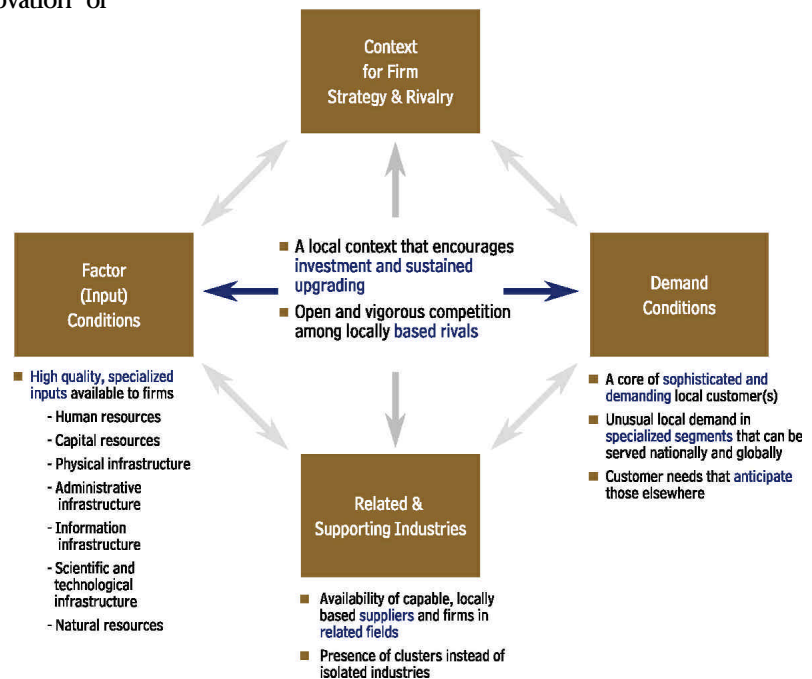 ovation or
Context
for Firm
Strategy & Rivalry
■ A local context that encourages
investment and sustained
upgrading
■ Open and vigorous competition
among locally based rivals
Factor
(Input)
Conditions
■ High quality, specialized
inputs available to firms
- Human resources
- Capital resources
- Physical infrastructure
- Administrative
infrastructure
- Information
infrastructure
- Scientific and
technological
infrastructure
- Natural resources
Demand
Conditions
■ A core of sophisticated and
demanding local customer(s)
■ Unusual local demand in
specialized segments that can be
served nationally and globally
■ Customer needs that anticipate
those elsewhere
Related &
Supporting Industries
■ Availability of capable, locally
based suppliers and firms in
related fields
■ Presence of clusters instead of
isolated industries